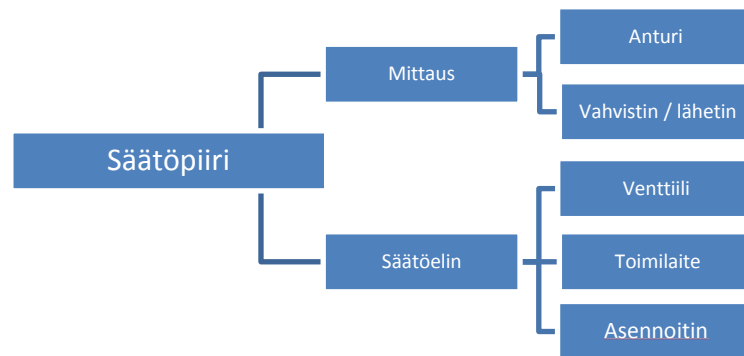 Säätöpiiri
Mittaus
Anturi
Vahvistin / lähetin
Säätöelin
Venttiili
Toimilaite
Asennoitin